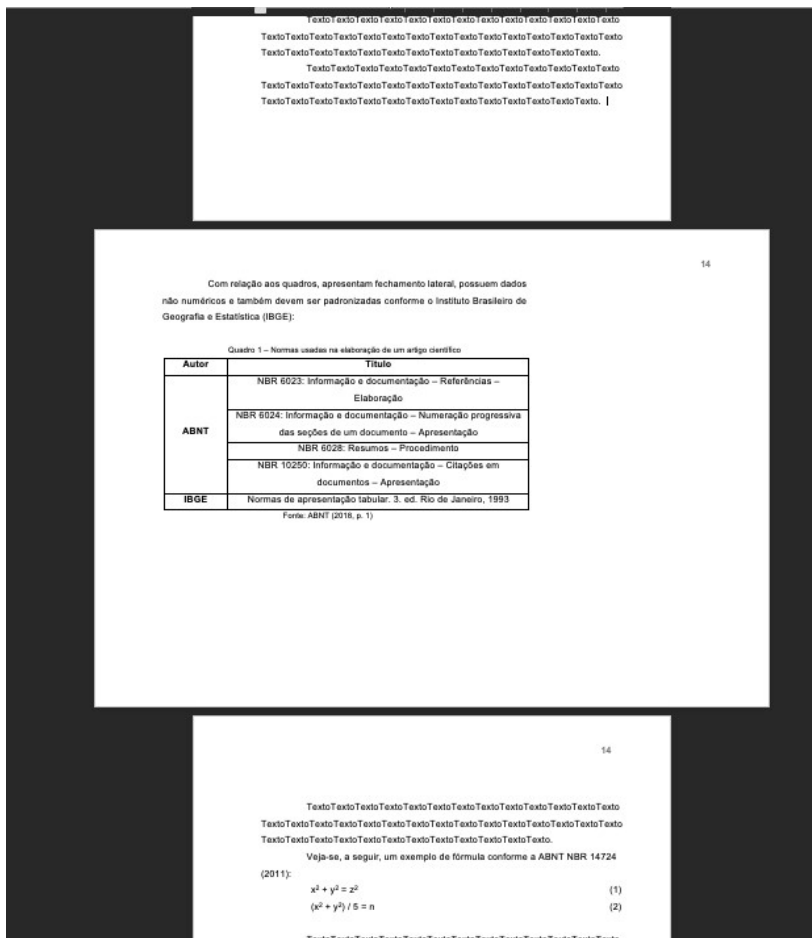 TextoTextoTextoTextoTextoTextoTextoTextoTextoTextoTextoTextoTexto
TextoTextoTextoTextoTextoTextoTextoTextoTextoTextoTextoTextoTextoTextoTexto
TextoTextoTextoTextoTextoTextoTextoTextoTextoTextoTextoTextoTextoTexto.
TextoTextoTextoTextoTextoTextoTextoTextoTextoTextoTextoTextoTexto
TextoTextoTextoTextoTextoTextoTextoTextoTextoTextoTextoTextoTextoTextoTexto
TextoTextoTextoTextoTextoTextoTextoTextoTextoTextoTextoTextoTextoTexto.
14
Com relação aos quadros, apresentam fechamento lateral, possuem dados
não numéricos e também devem ser padronizadas conforme o Instituto Brasileiro de
Geografia e Estatística (IBGE):
Quadro 1 – Normas usadas na elaboração de um artigo científico
Autor Título
NBR 6023: Informação e documentação – Referências –
Elaboração
NBR 6024: Informação e documentação – Numeração progressiva
ABNT das seções de um documento – Apresentação
NBR 6028: Resumos – Procedimento
NBR 10250: Informação e documentação – Citações em
documentos – Apresentação
IBGE Normas de apresentação tabular. 3. ed. Rio de Janeiro, 1993
Fonte: ABNT (2018, p. 1)
14
TextoTextoTextoTextoTextoTextoTextoTextoTextoTextoTextoTextoTexto
TextoTextoTextoTextoTextoTextoTextoTextoTextoTextoTextoTextoTextoTextoTexto
TextoTextoTextoTextoTextoTextoTextoTextoTextoTextoTextoTexto.
Veja-se, a seguir, um exemplo de fórmula conforme a ABNT NBR 14724
(2011):
x² + y² = z² (1)
(x² + y²) / 5 = n (2)